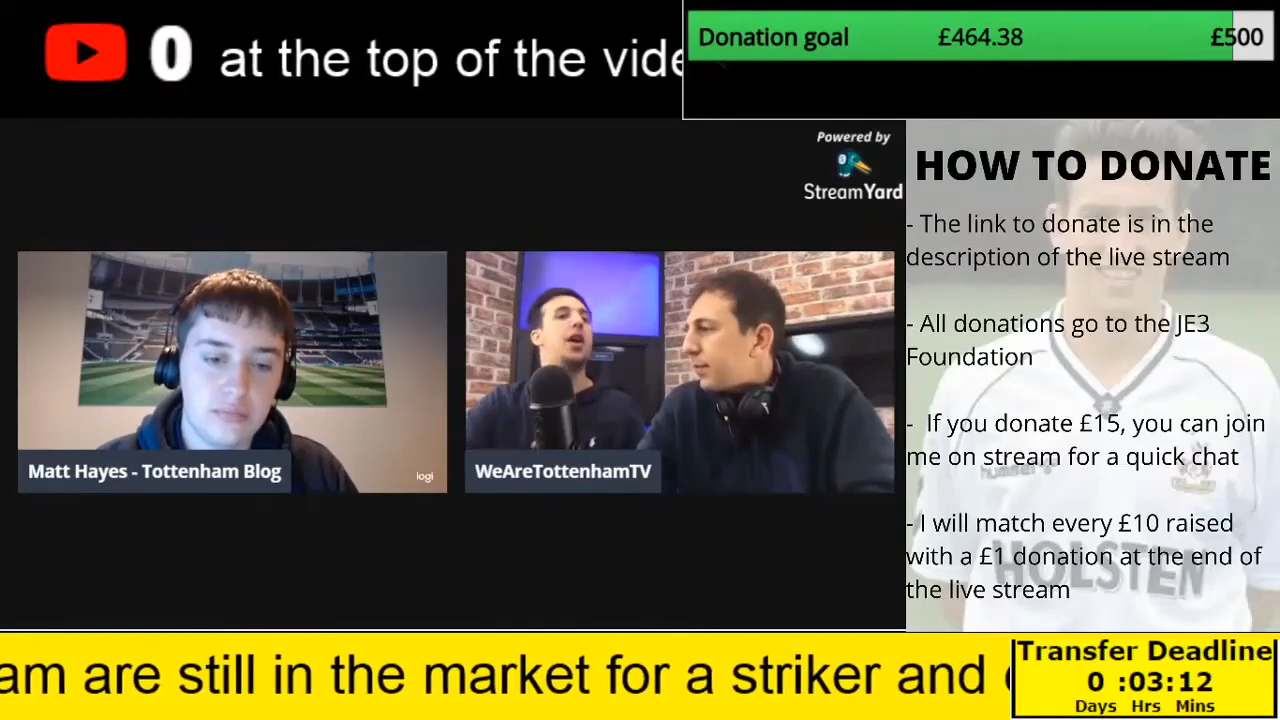 0 at the top of the vide
Donation goal £464.38 £500
Powered by
StreamYard
HOW TO DONATE
- The link to donate is in the
description of the live stream
- All donations go to the JE3
Foundation
- If you donate £15, you can join
me on stream for a quick chat
- I will match every £10 raised
with a £1 donation at the end of
the live stream
hummel
HOLSTEN
Matt Hayes - Tottenham Blog
logi
WeAreTottenhamTV
am are still in the market for a striker and
Transfer Deadline
0 :03:12
Days Hrs Mins